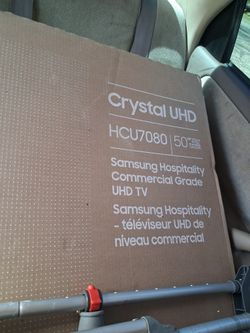 Crystal UHD
HCU7080 50
Samsung Hospitality
Commercial Grade
UHD TV
Samsung Hospitality
- téléviseur UHD de
niveau commercial